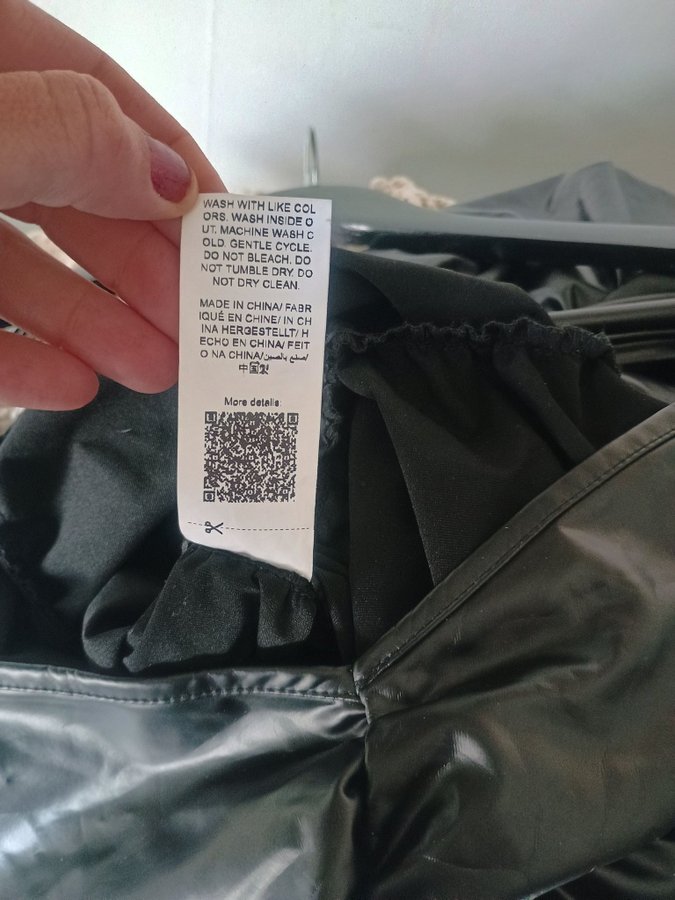 WASH WITH LIKE COL
ORS. WASH INSIDE O
UT. MACHINE WASH C
OLD. GENTLE CYCLE.
DO NOT BLEACH. DO
NOT TUMBLE DRY. DO
NOT DRY CLEAN.
MADE IN CHINA/ FABR
IQUÉ EN CHINE/ IN CH
INA HERGESTELLT/ H
ECHO EN CHINA/ FEIT
O NA CHINA/صنع بالصين/
中国制
More details: